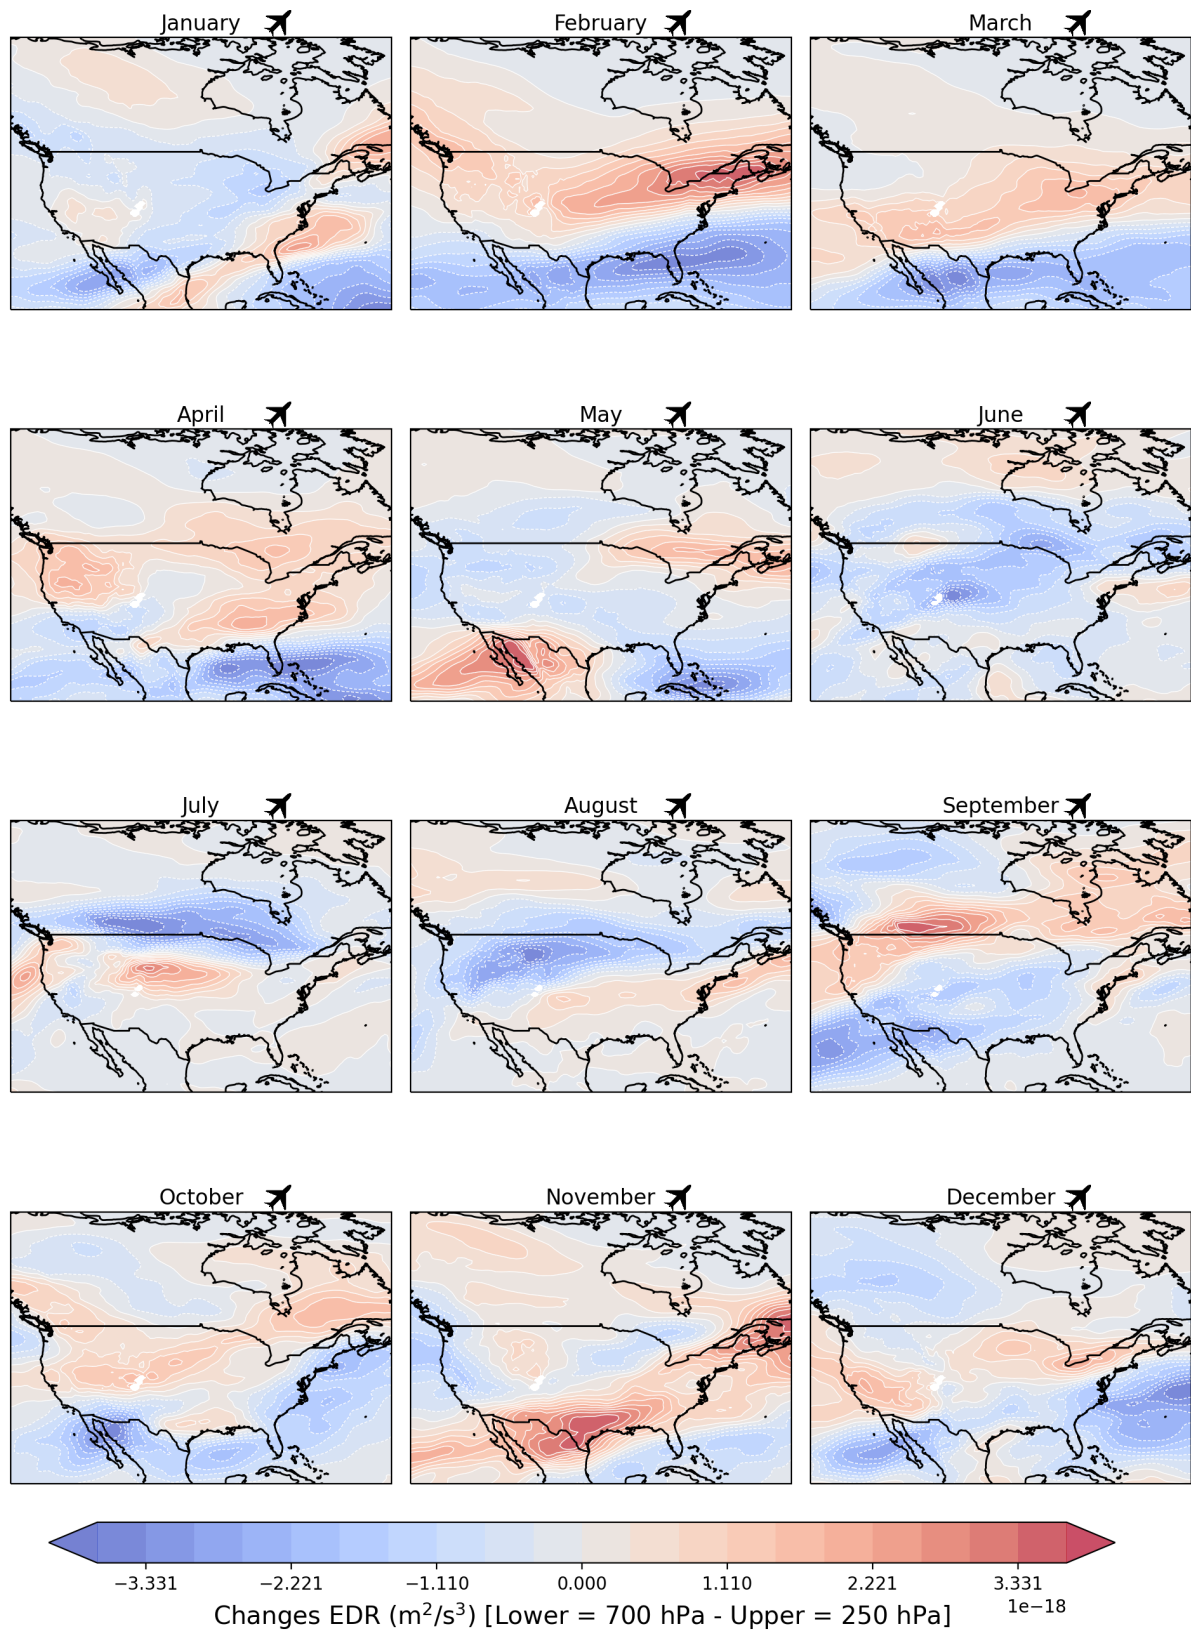 January
February
March
April
May
June
July
August
September
October
November
December
−3.331 −2.221 −1.110 0.000 1.110 2.221 3.331
1e−18
Changes EDR (m²/s³) [Lower = 700 hPa - Upper = 250 hPa]